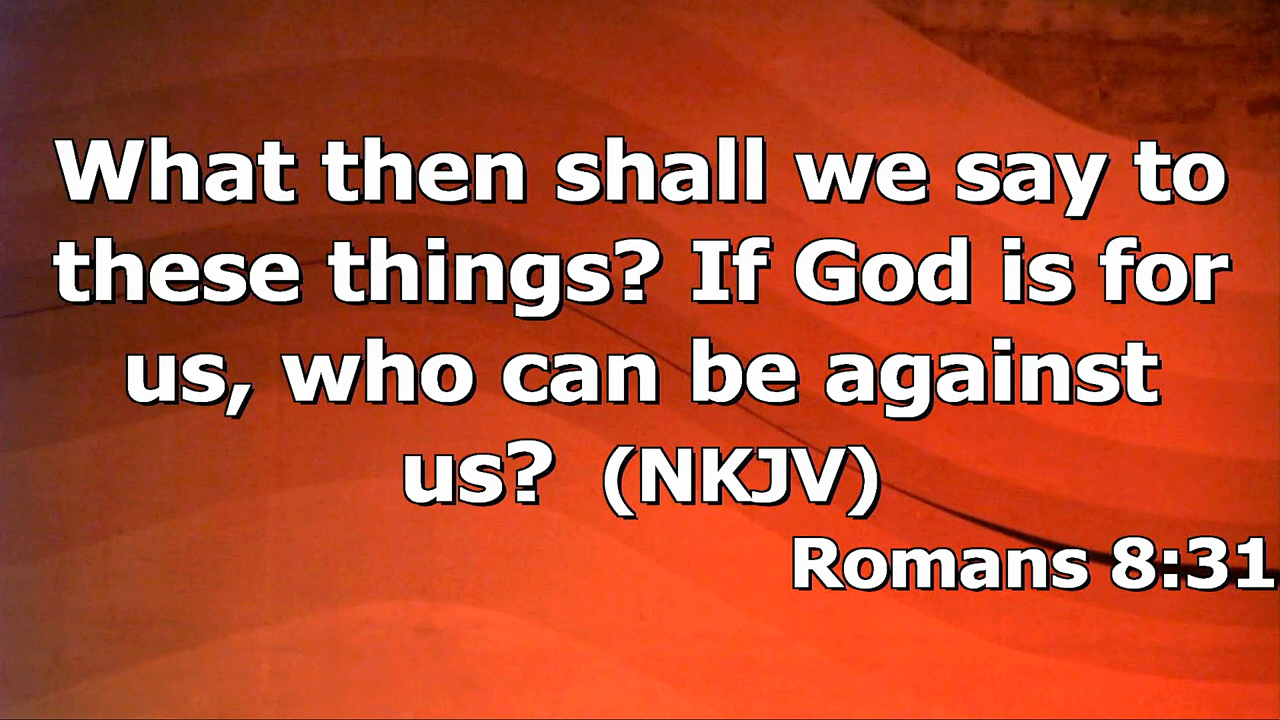 What then shall we say to
these things? If God is for
us, who can be against
us?  (NKJV)
Romans 8:31